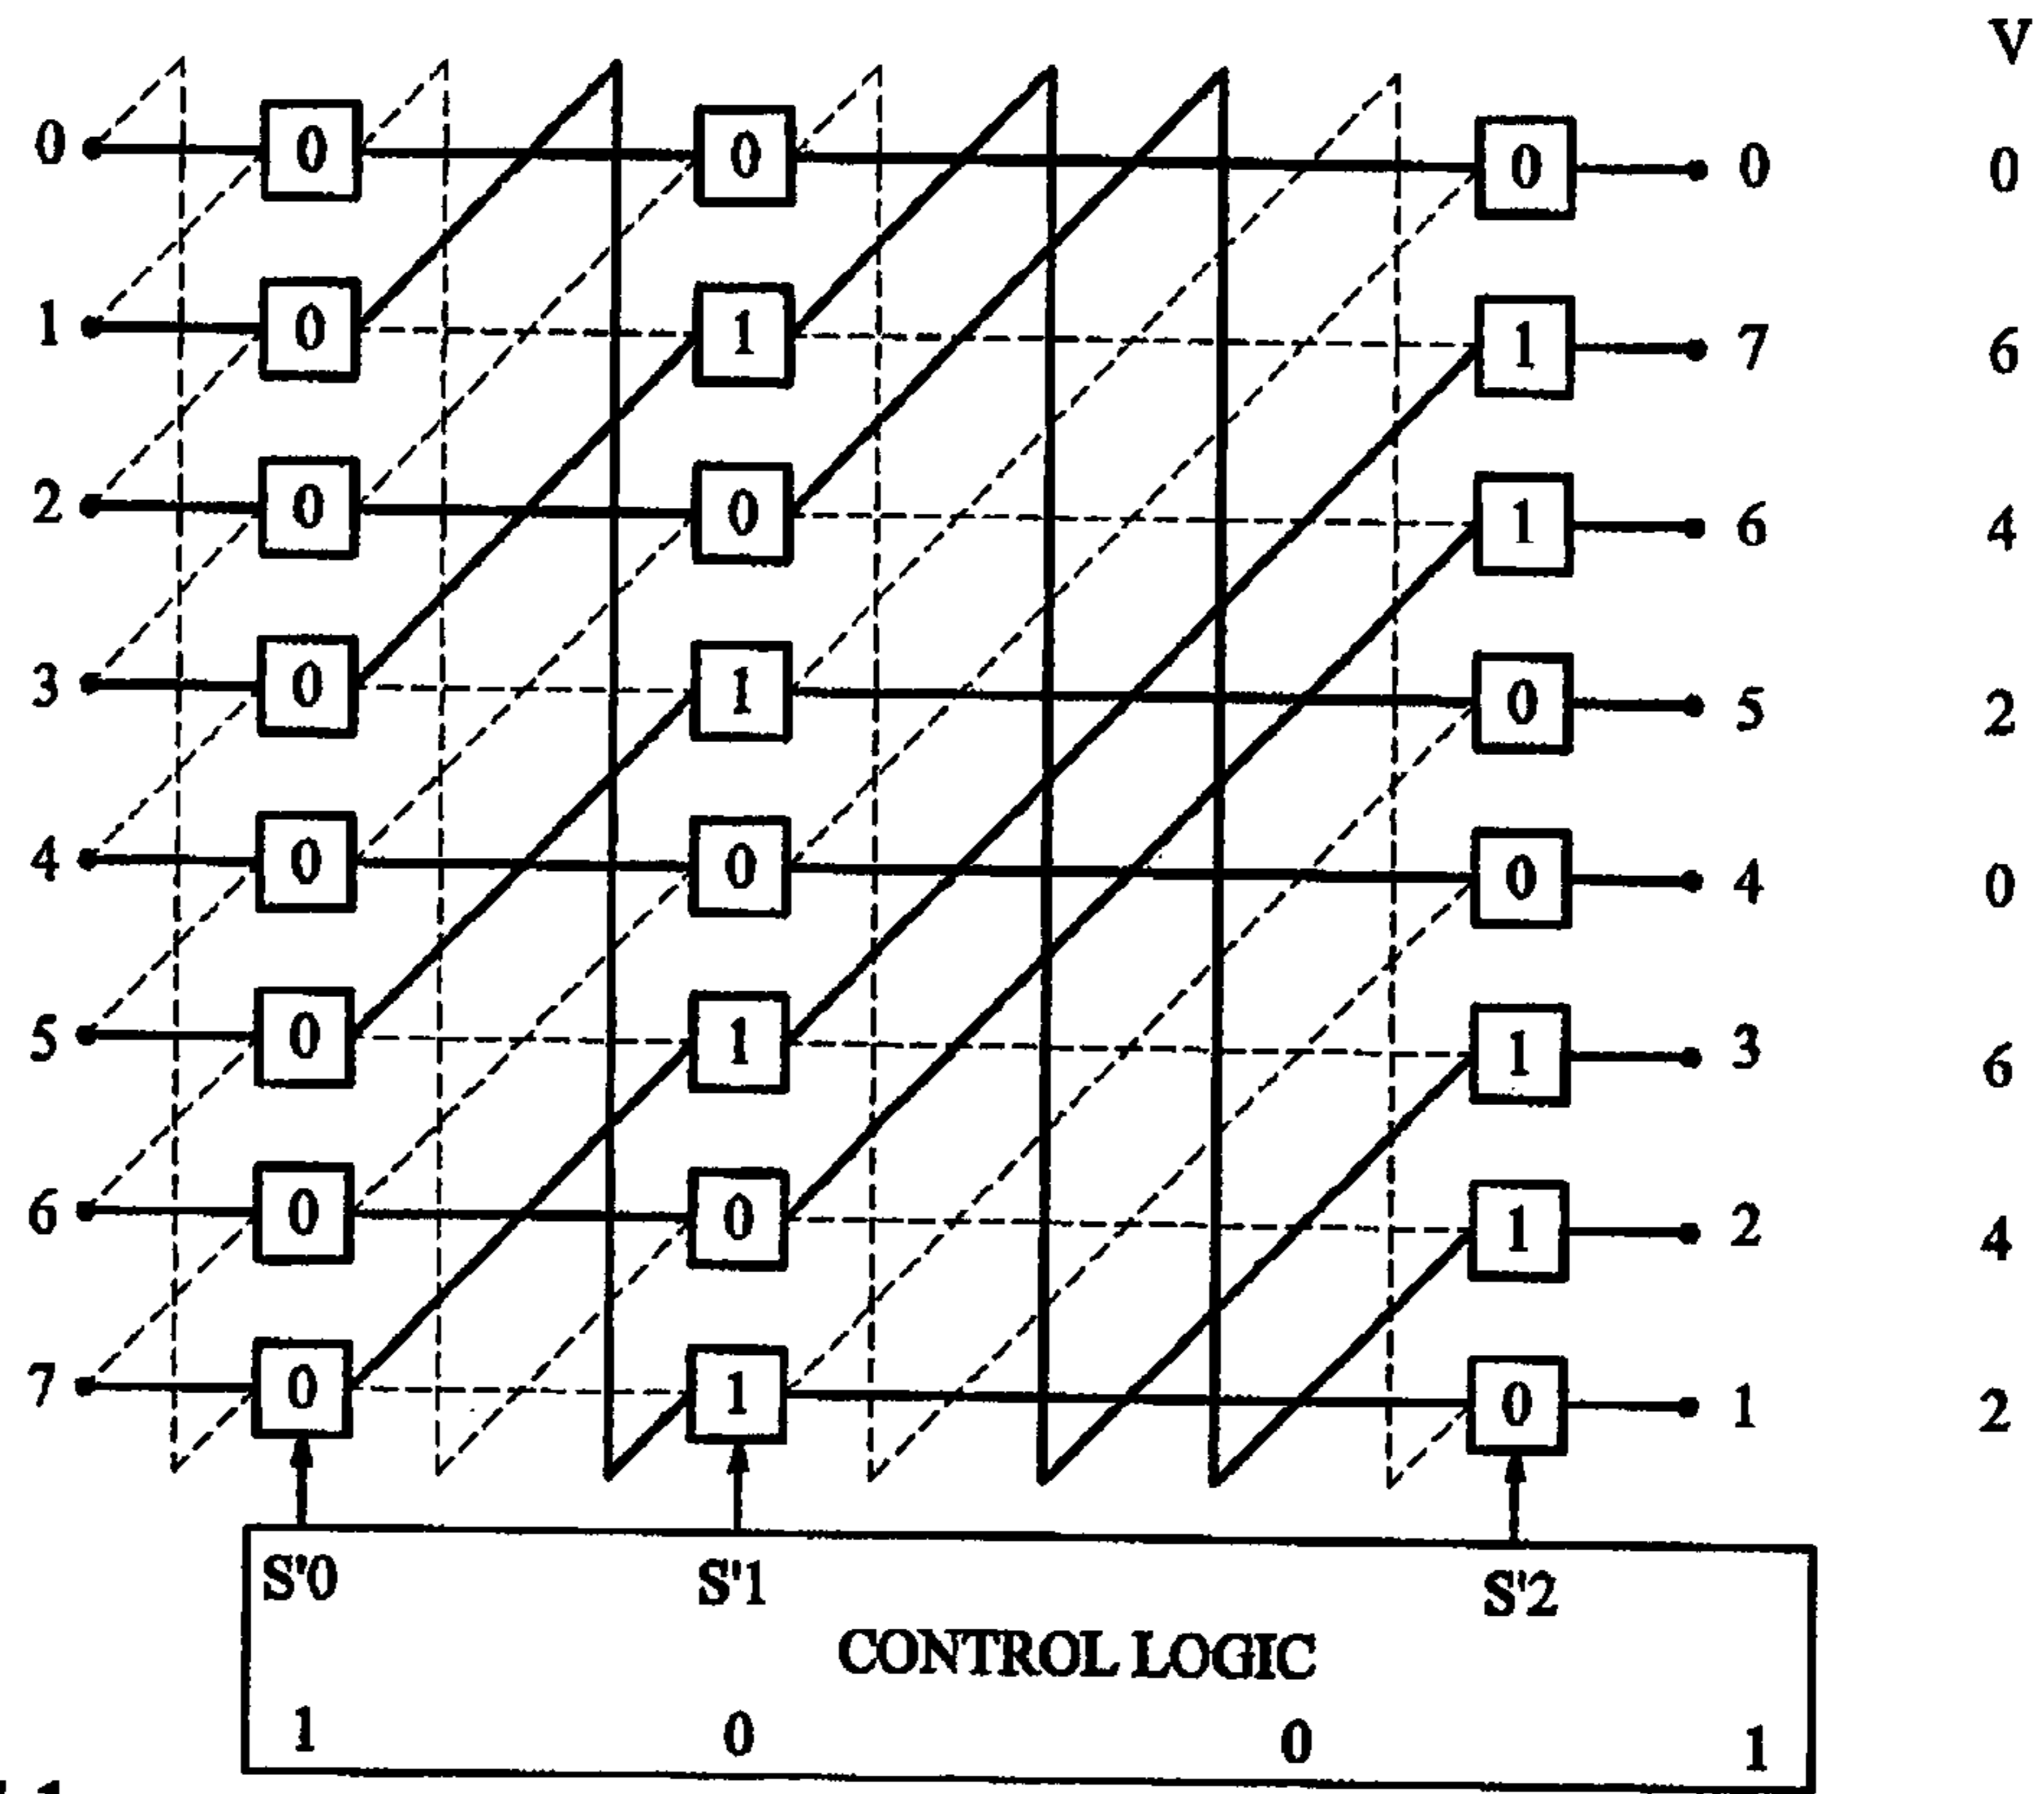 V
0 0 0 0 0 0
1 0 1 1 7 6
2 0 0 1 6 4
3 0 1 0 5 2
4 0 0 0 4 0
5 0 1 1 3 6
6 0 0 1 2 4
7 0 1 0 1 2
S'0 S'1 S'2
CONTROL LOGIC
1 0 0 1